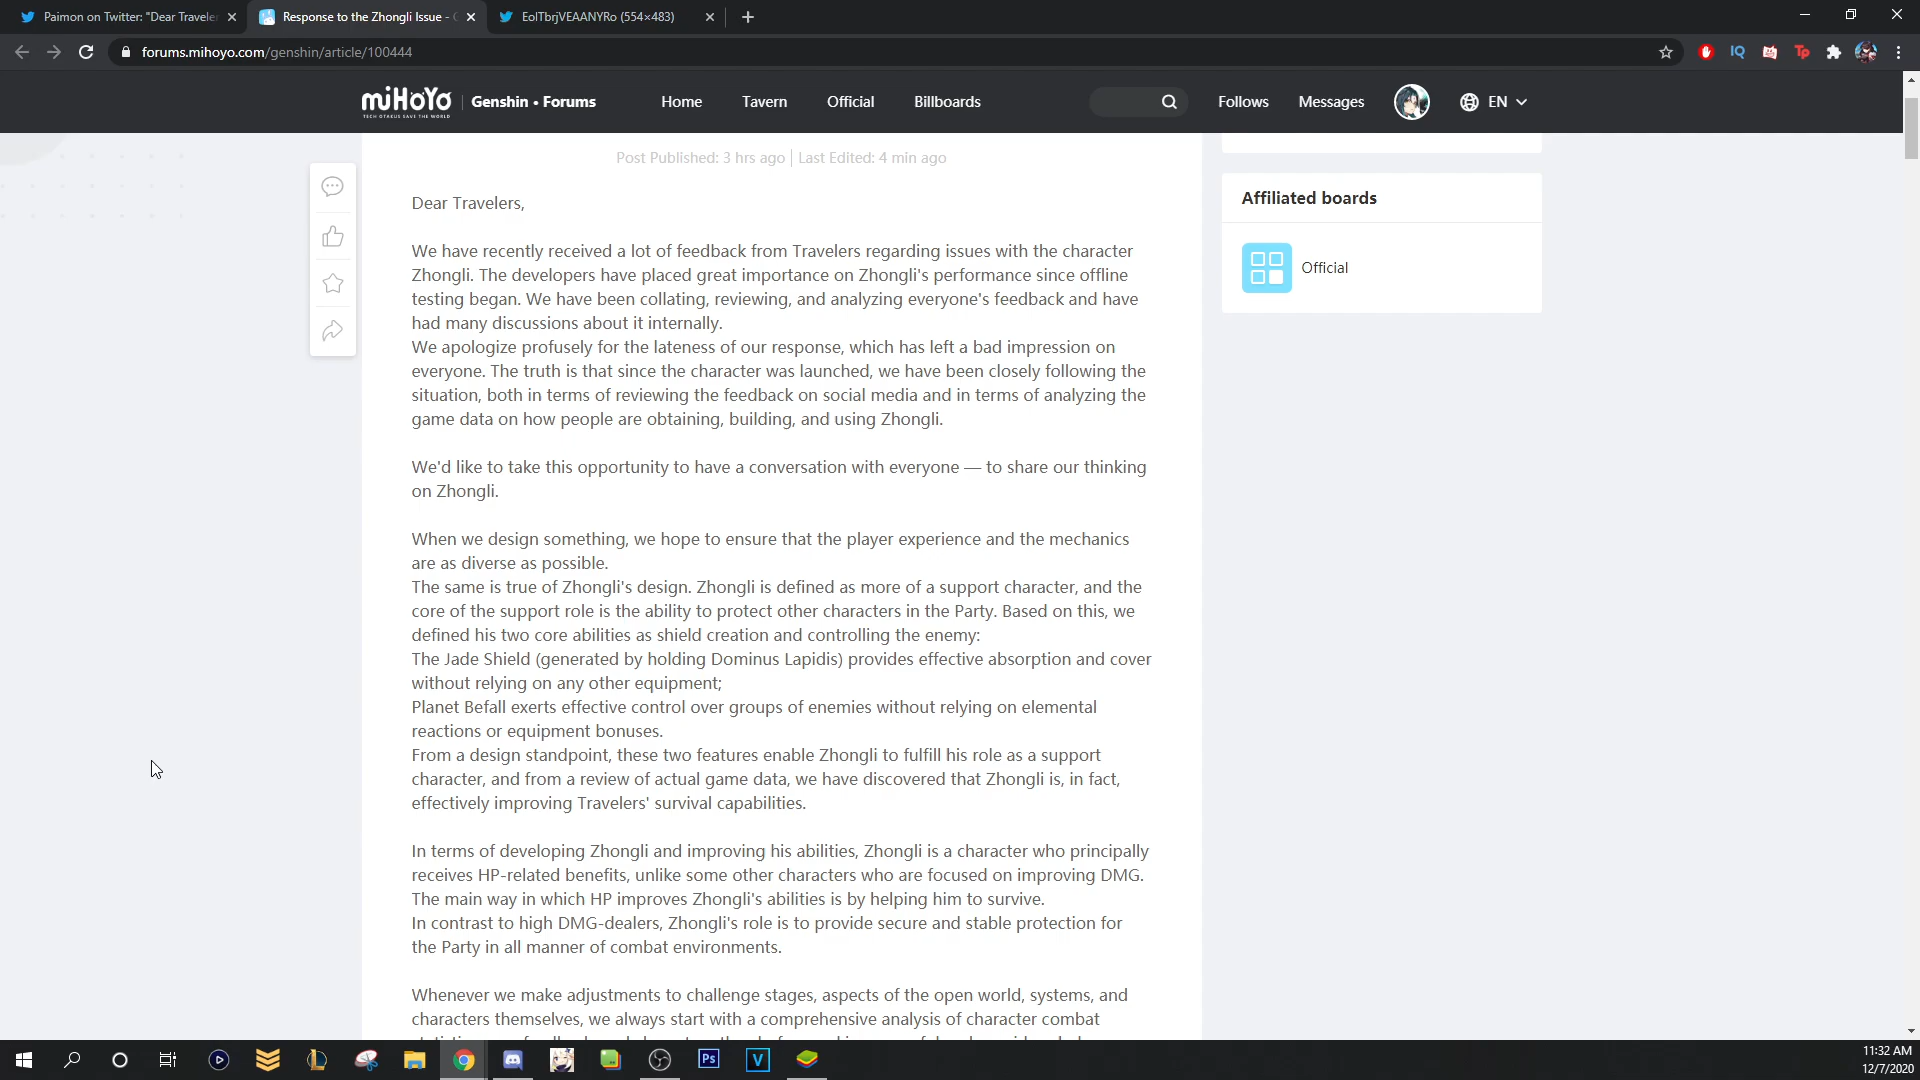 Paimon on Twitter: "Dear Traveler
Response to the Zhongli Issue -
EolTbrjVEAANYRo (554×483)
forums.mihoyo.com/genshin/article/100444
miHoYo
TECH OTAKUS SAVE THE WORLD
Genshin • Forums
Home
Tavern
Official
Billboards
Follows
Messages
EN
Post Published: 3 hrs ago | Last Edited: 4 min ago
Dear Travelers,
We have recently received a lot of feedback from Travelers regarding issues with the character
Zhongli. The developers have placed great importance on Zhongli's performance since offline
testing began. We have been collating, reviewing, and analyzing everyone's feedback and have
had many discussions about it internally.
We apologize profusely for the lateness of our response, which has left a bad impression on
everyone. The truth is that since the character was launched, we have been closely following the
situation, both in terms of reviewing the feedback on social media and in terms of analyzing the
game data on how people are obtaining, building, and using Zhongli.
We'd like to take this opportunity to have a conversation with everyone — to share our thinking
on Zhongli.
When we design something, we hope to ensure that the player experience and the mechanics
are as diverse as possible.
The same is true of Zhongli's design. Zhongli is defined as more of a support character, and the
core of the support role is the ability to protect other characters in the Party. Based on this, we
defined his two core abilities as shield creation and controlling the enemy:
The Jade Shield (generated by holding Dominus Lapidis) provides effective absorption and cover
without relying on any other equipment;
Planet Befall exerts effective control over groups of enemies without relying on elemental
reactions or equipment bonuses.
From a design standpoint, these two features enable Zhongli to fulfill his role as a support
character, and from a review of actual game data, we have discovered that Zhongli is, in fact,
effectively improving Travelers' survival capabilities.
In terms of developing Zhongli and improving his abilities, Zhongli is a character who principally
receives HP-related benefits, unlike some other characters who are focused on improving DMG.
The main way in which HP improves Zhongli's abilities is by helping him to survive.
In contrast to high DMG-dealers, Zhongli's role is to provide secure and stable protection for
the Party in all manner of combat environments.
Whenever we make adjustments to challenge stages, aspects of the open world, systems, and
characters themselves, we always start with a comprehensive analysis of character combat
Affiliated boards
Official
IQ
Tp
Ps
V
11:32 AM
12/7/2020